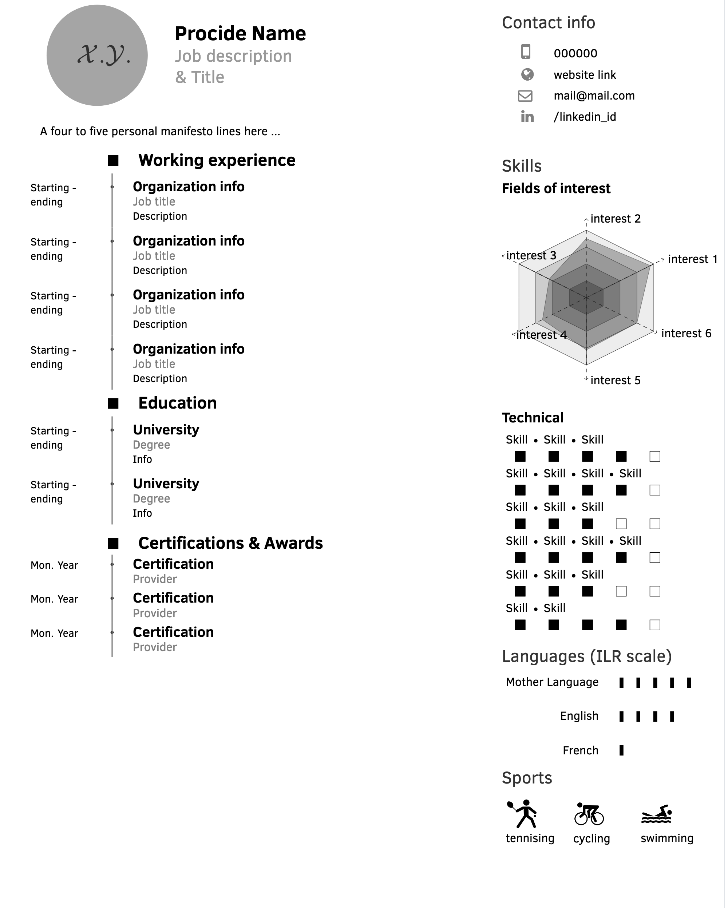 X.Y.
Procide Name
Job description
& Title
A four to five personal manifesto lines here ...
Working experience
Starting -
ending
Organization info
Job title
Description
Starting -
ending
Organization info
Job title
Description
Starting -
ending
Organization info
Job title
Description
Starting -
ending
Organization info
Job title
Description
Education
Starting -
ending
University
Degree
Info
Starting -
ending
University
Degree
Info
Certifications & Awards
Mon. Year
Certification
Provider
Mon. Year
Certification
Provider
Mon. Year
Certification
Provider
Contact info
000000
website link
mail@mail.com
/linkedin_id
Skills
Fields of interest
interest 2
interest 3
interest 1
interest 4
interest 6
interest 5
Technical
Skill • Skill • Skill
Skill • Skill • Skill • Skill
Skill • Skill • Skill
Skill • Skill • Skill • Skill
Skill • Skill • Skill
Skill • Skill
Languages (ILR scale)
Mother Language
English
French
Sports
tennising cycling swimming